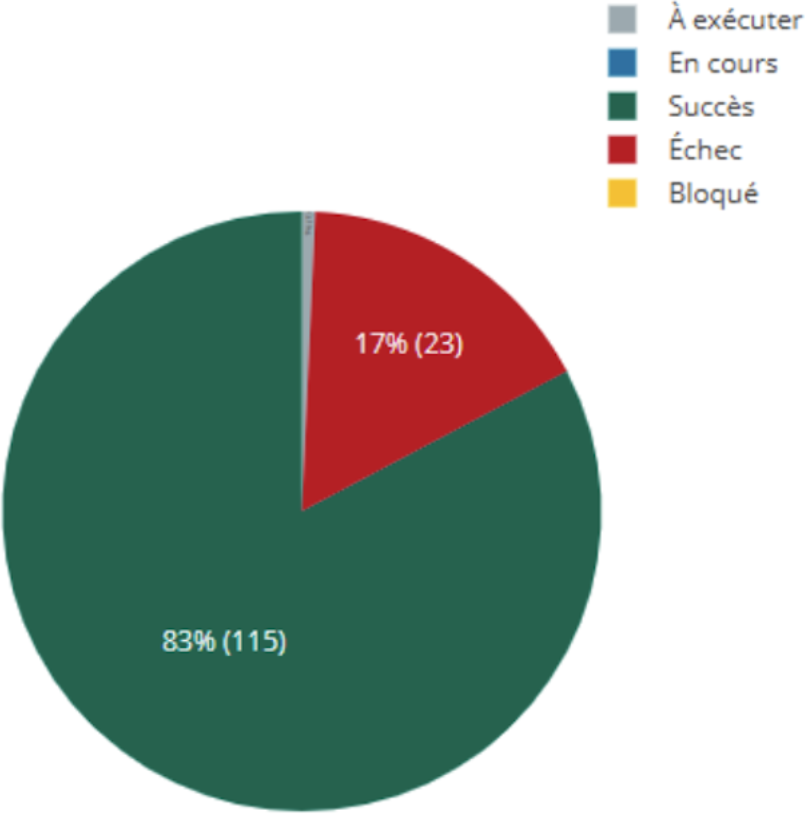 À exécuter
En cours
Succès
Échec
Bloqué
17% (23)
83% (115)